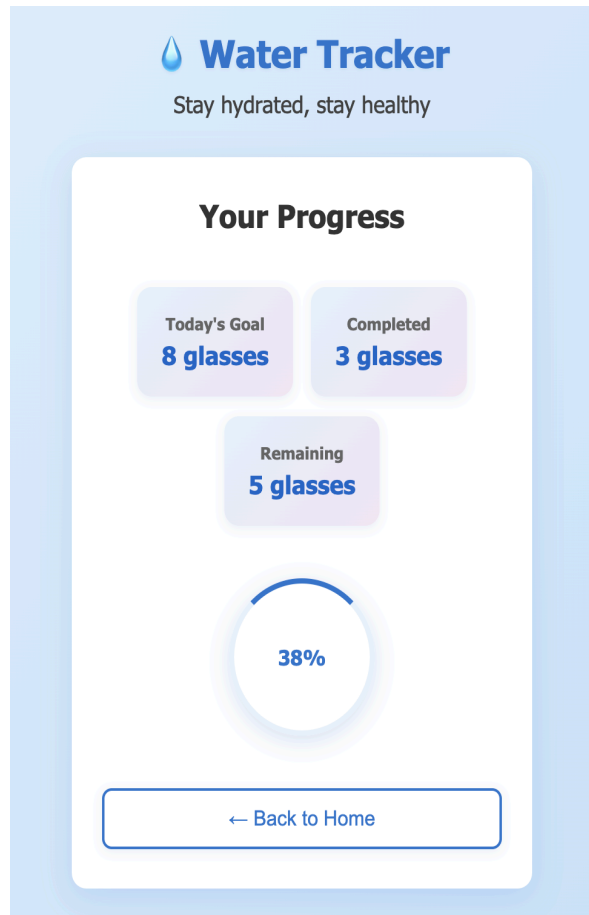 Water Tracker
Stay hydrated, stay healthy
Your Progress
Today's Goal
8 glasses
Completed
3 glasses
Remaining
5 glasses
38%
← Back to Home